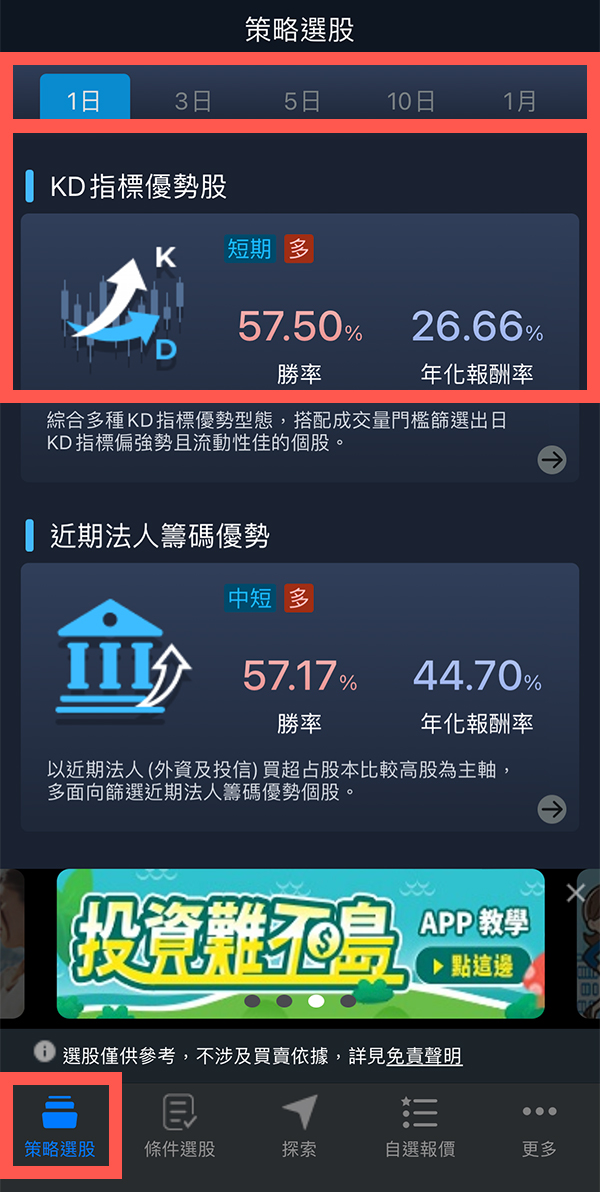 策略選股
1日 3日 5日 10日 1月
KD指標優勢股
K
D
短期 多
57.50% 26.66%
勝率 年化報酬率
綜合多種KD指標優勢型態，搭配成交量門檻篩選出日
KD指標偏強勢且流動性佳的個股。
近期法人籌碼優勢
中短 多
57.17% 44.70%
勝率 年化報酬率
以近期法人(外資及投信)買超占股本比較高股為主軸，
多面向篩選近期法人籌碼優勢個股。
投資難不島
APP 教學
點這邊
選股僅供參考，不涉及買賣依據，詳見免責聲明
策略選股 條件選股 探索 自選報價 更多